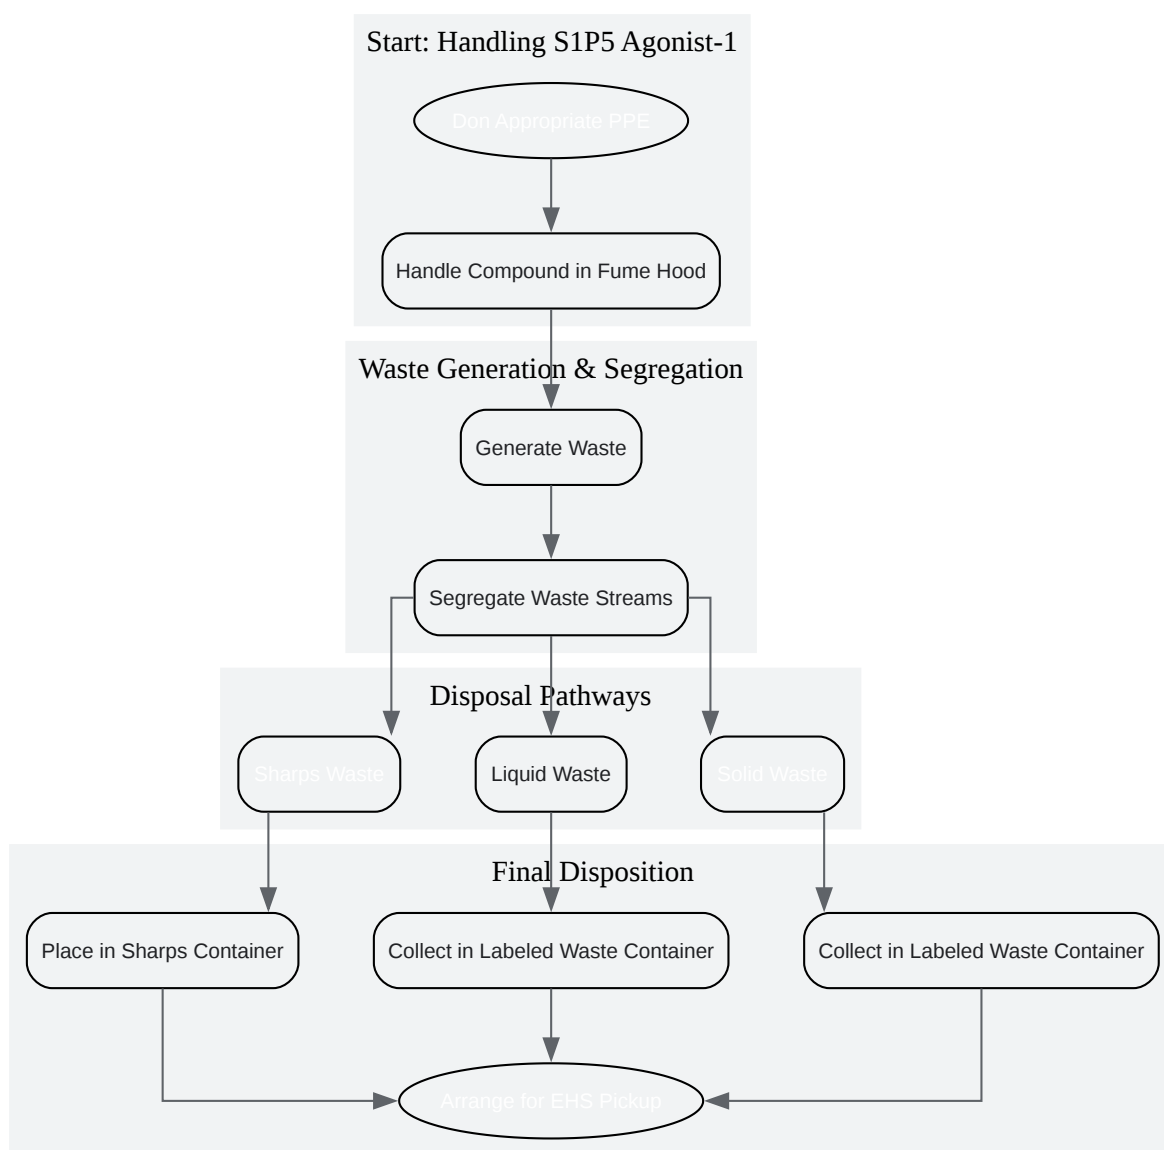 Start: Handling S1P5 Agonist-1
Don Appropriate PPE
Handle Compound in Fume Hood
Waste Generation & Segregation
Generate Waste
Segregate Waste Streams
Disposal Pathways
Sharps Waste
Liquid Waste
Solid Waste
Final Disposition
Place in Sharps Container
Collect in Labeled Waste Container
Collect in Labeled Waste Container
Arrange for EHS Pickup